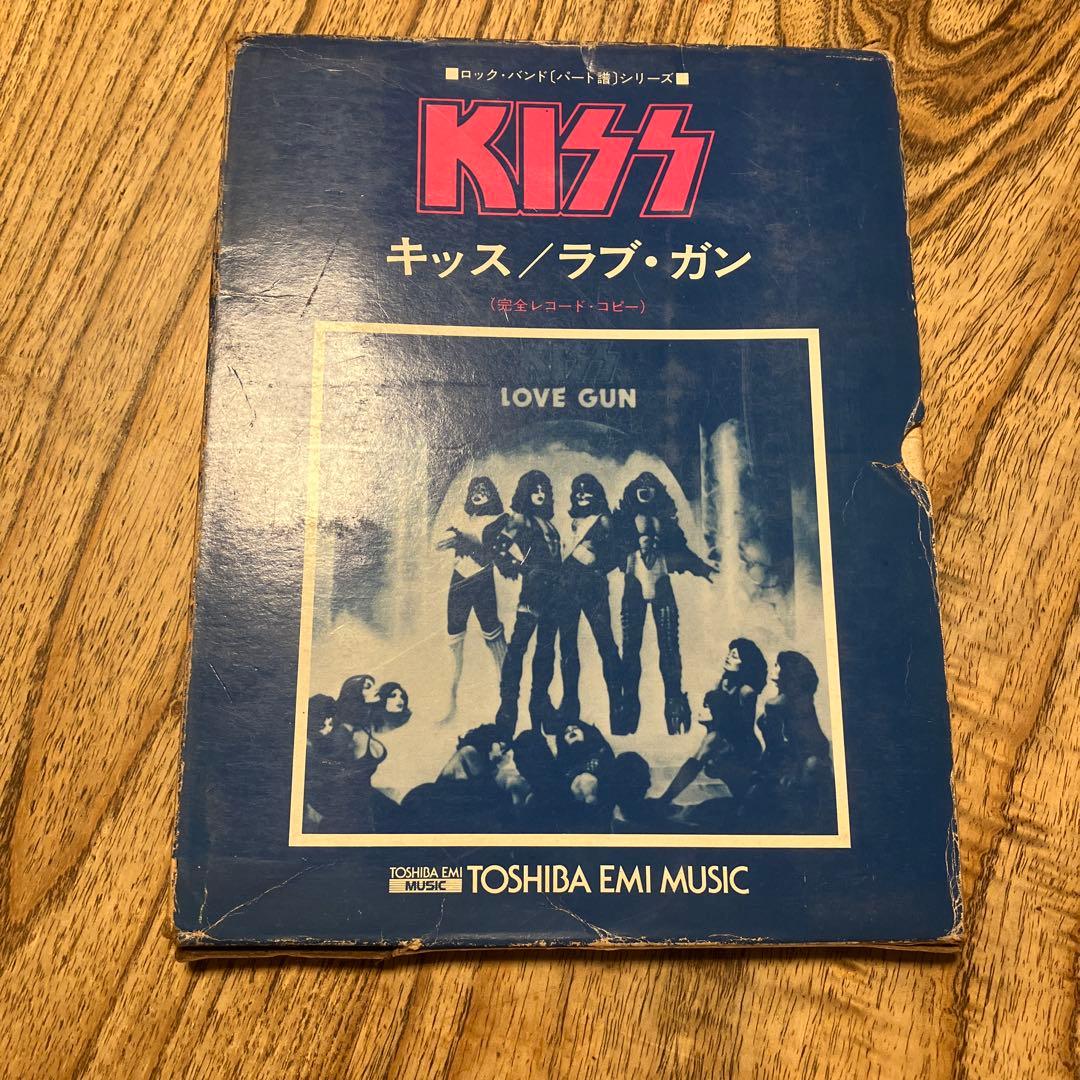 ■ロック・バンド〔パート譜〕シリーズ■
KISS
キッス／ラブ・ガン
（完全レコード・コピー）
KISS
LOVE GUN
TOSHIBA EMI
MUSIC
TOSHIBA EMI MUSIC